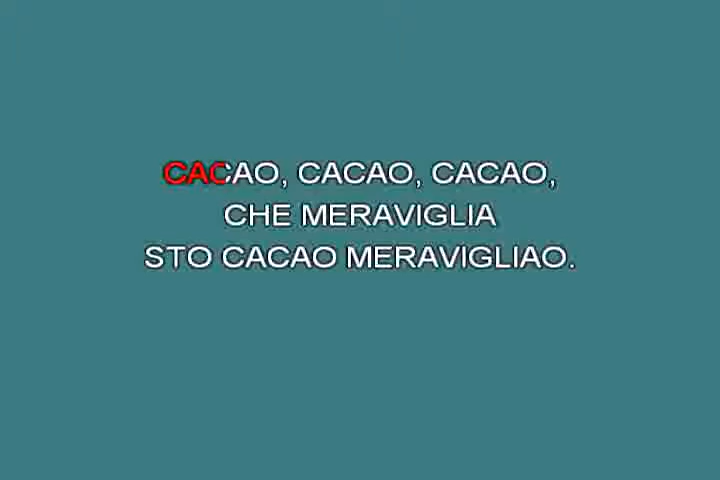 CACAO, CACAO, CACAO,
CHE MERAVIGLIA
STO CACAO MERAVIGLIAO.